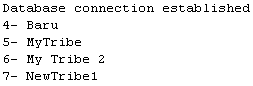 Database connection established
4- Baru
5- MyTribe
6- My Tribe 2
7- NewTribe1